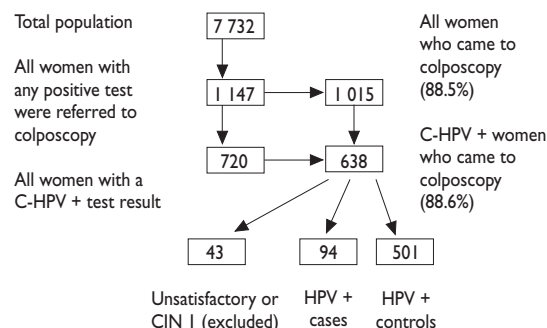 Total population
7 732
All women
who came to
colposcopy
(88.5%)
All women with
any positive test
were referred to
colposcopy
1 147
1 015
C-HPV + women
who came to
colposcopy
(88.6%)
720
638
All women with a
C-HPV + test result
43
94
501
Unsatisfactory or
CIN 1 (excluded)
HPV +
cases
HPV +
controls